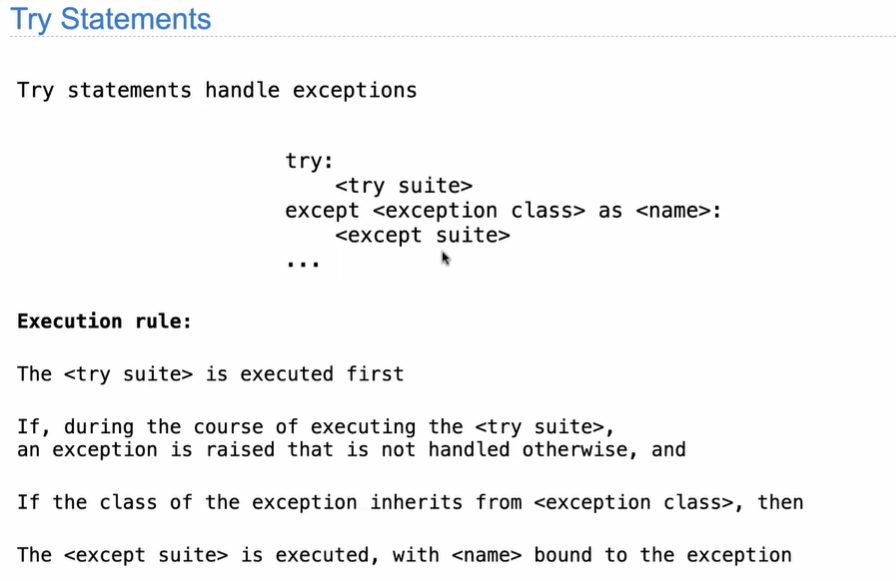 Try Statements
Try statements handle exceptions
try:
    <try suite>
except <exception class> as <name>:
    <except suite>
...
Execution rule:
The <try suite> is executed first
If, during the course of executing the <try suite>,
an exception is raised that is not handled otherwise, and
If the class of the exception inherits from <exception class>, then
The <except suite> is executed, with <name> bound to the exception